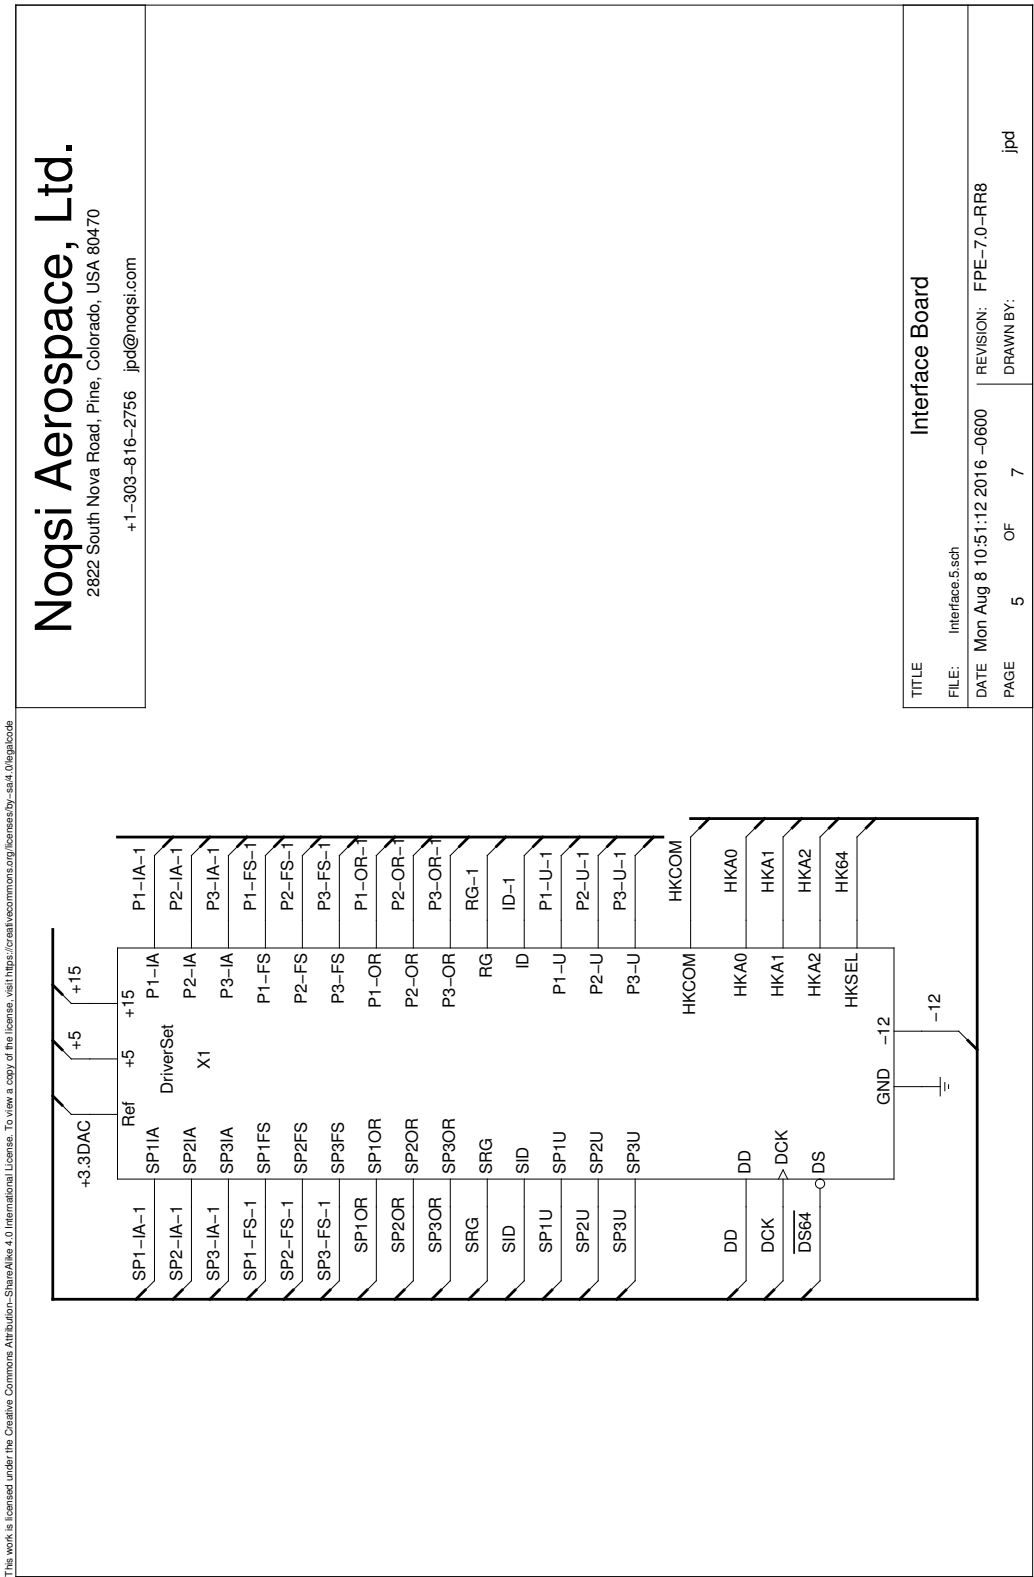 This work is licensed under the Creative Commons Attribution−ShareAlike 4.0 International License. To view a copy of the license, visit https://creativecommons.org/licenses/by−sa/4.0/legalcode
Noqsi Aerospace, Ltd.
2822 South Nova Road, Pine, Colorado, USA 80470
+1−303−816−2756 jpd@noqsi.com
+3.3DAC
+5
+15
Ref
+5
+15
DriverSet
X1
SP1−IA−1 SP1IA P1−IA P1−IA−1
SP2−IA−1 SP2IA P2−IA P2−IA−1
SP3−IA−1 SP3IA P3−IA P3−IA−1
SP1−FS−1 SP1FS P1−FS P1−FS−1
SP2−FS−1 SP2FS P2−FS P2−FS−1
SP3−FS−1 SP3FS P3−FS P3−FS−1
SP1OR SP1OR P1−OR P1−OR−1
SP2OR SP2OR P2−OR P2−OR−1
SP3OR SP3OR P3−OR P3−OR−1
SRG SRG RG RG−1
SID SID ID ID−1
SP1U SP1U P1−U P1−U−1
SP2U SP2U P2−U P2−U−1
SP3U SP3U P3−U P3−U−1
HKCOM HKCOM
DD DD HKA0 HKA0
DCK DCK HKA1 HKA1
DS64 DS HKA2 HKA2
HKSEL HK64
GND −12
−12
TITLE
Interface Board
FILE: Interface.5.sch
DATE Mon Aug 8 10:51:12 2016 −0600
REVISION: FPE−7.0−RR8
PAGE 5 OF 7
DRAWN BY: jpd